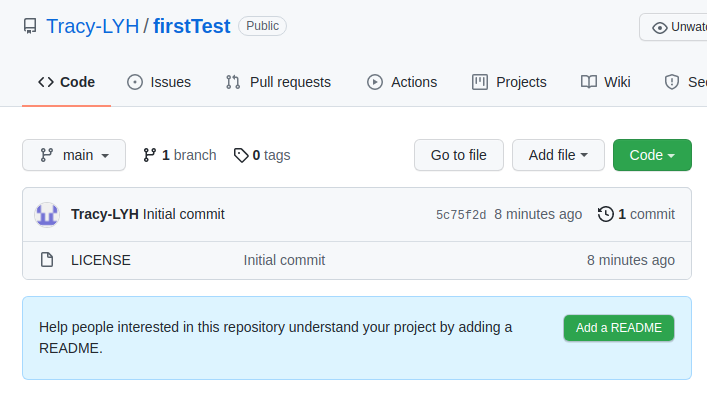 Tracy-LYH / firstTest Public Unwat
Code Issues Pull requests Actions Projects Wiki Se
main 1 branch 0 tags Go to file Add file Code
Tracy-LYH Initial commit 5c75f2d 8 minutes ago 1 commit
LICENSE Initial commit 8 minutes ago
Help people interested in this repository understand your project by adding a Add a README
README.